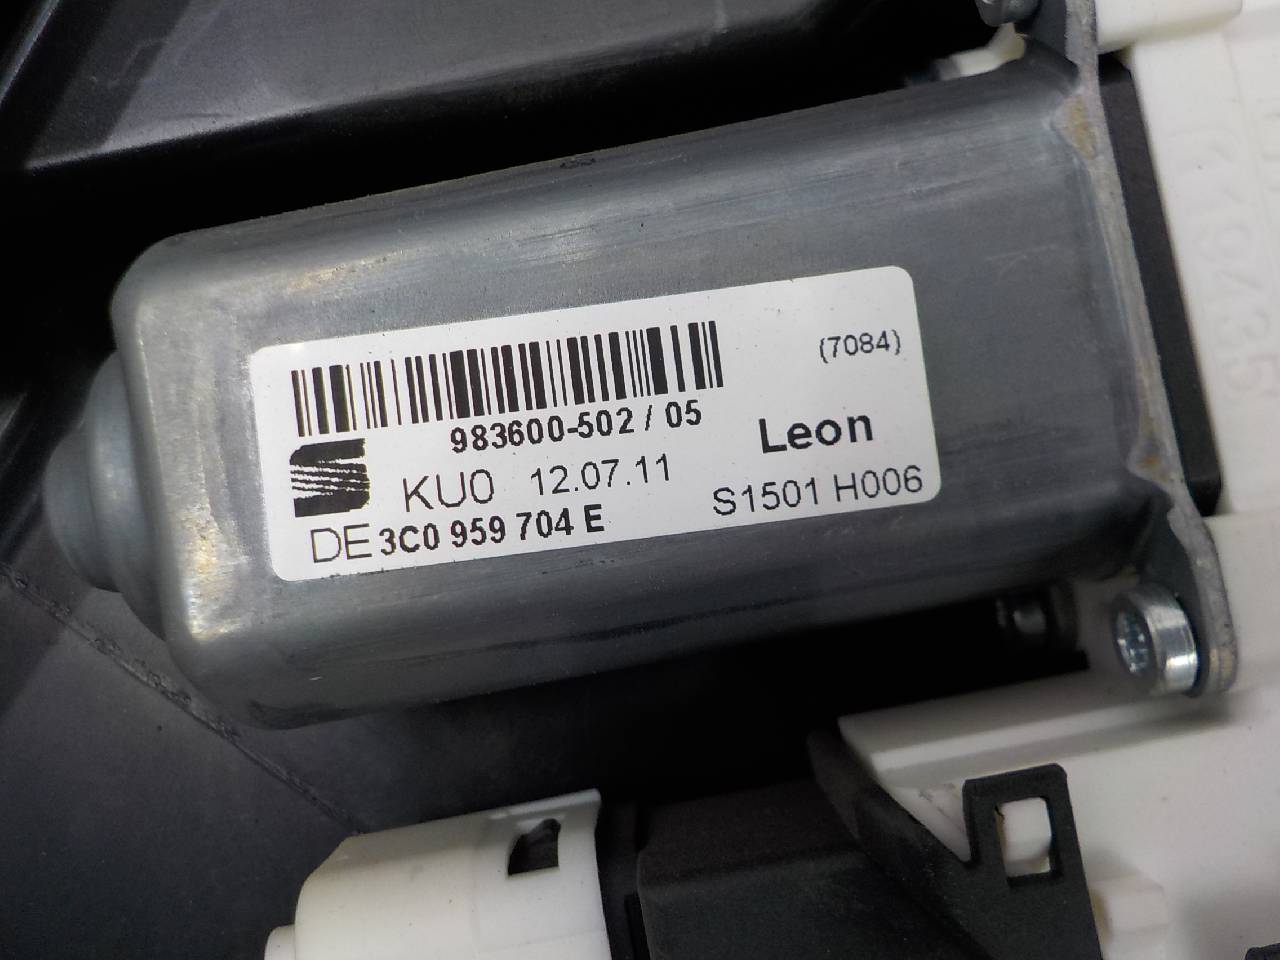 (7084)
983600-502 / 05
Leon
KU0 12.07.11
S1501 H006
DE 3C0 959 704 E